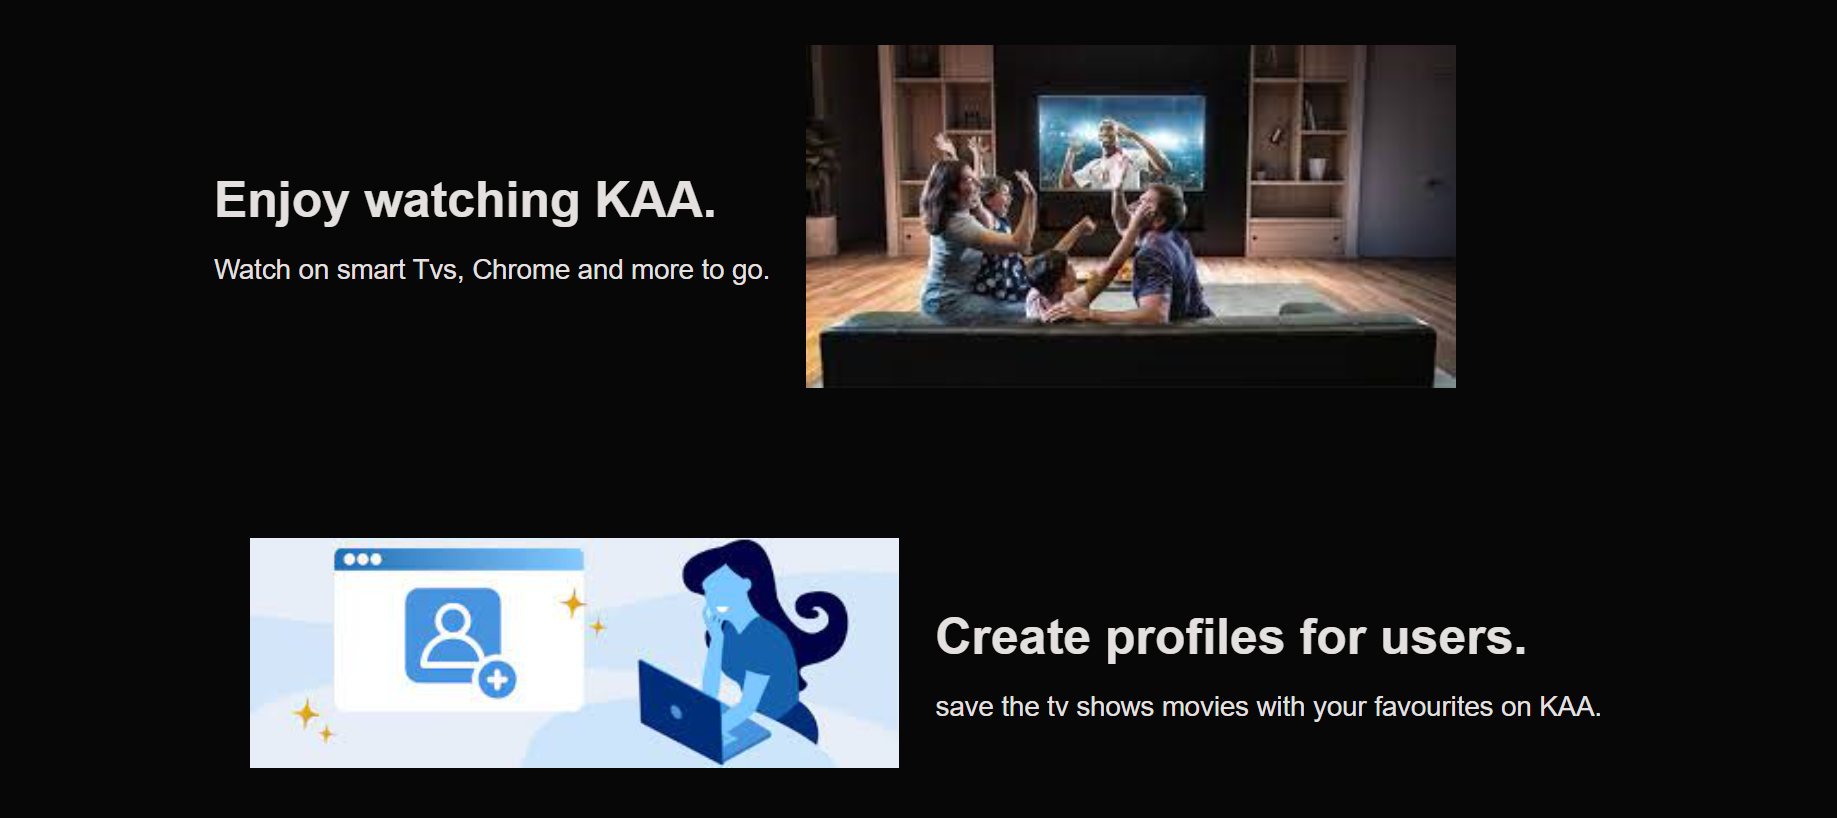 Enjoy watching KAA.
Watch on smart Tvs, Chrome and more to go.
Create profiles for users.
save the tv shows movies with your favourites on KAA.